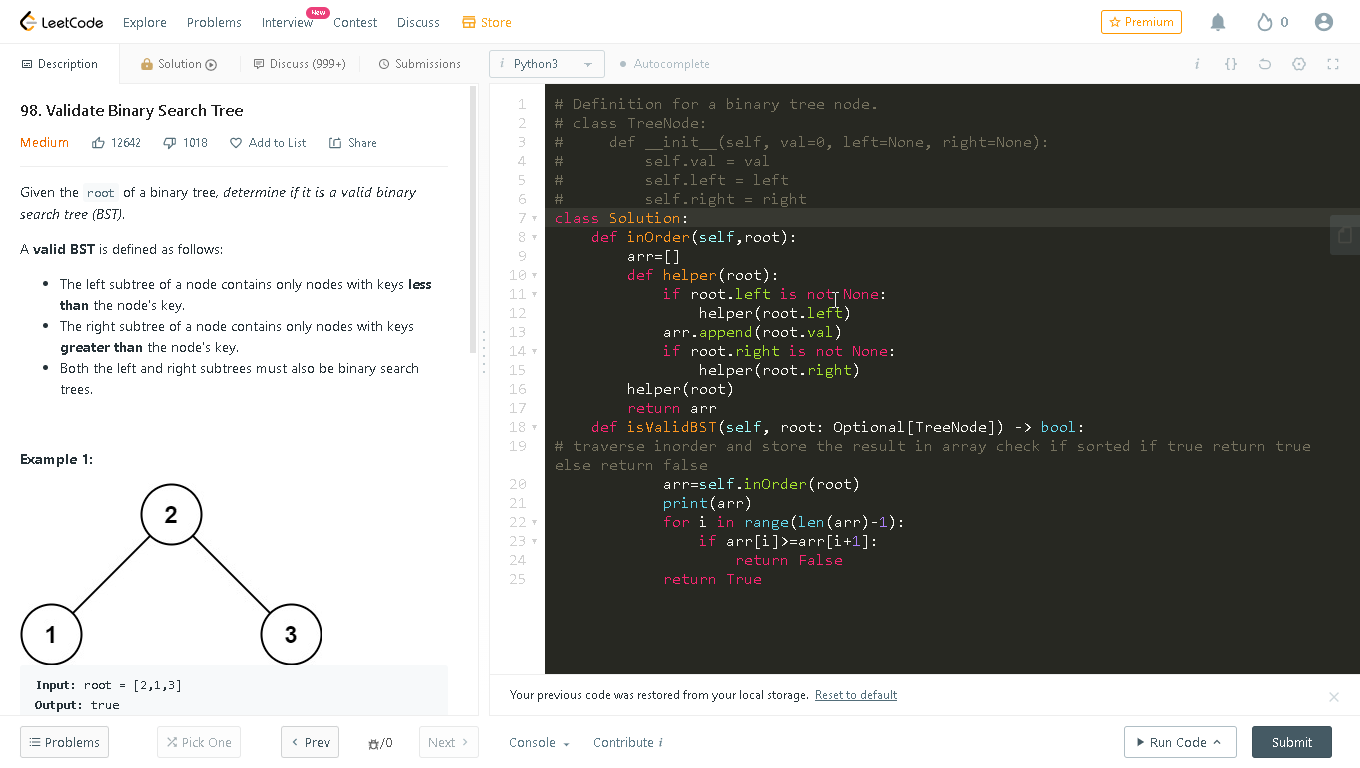 LeetCode Explore Problems Interview New Contest Discuss Store Premium 0
Description Solution Discuss (999+) Submissions
i Python3 Autocomplete i {}
98. Validate Binary Search Tree
Medium 12642 1018 Add to List Share
Given the root of a binary tree, determine if it is a valid binary
search tree (BST).
A valid BST is defined as follows:
• The left subtree of a node contains only nodes with keys less
than the node's key.
• The right subtree of a node contains only nodes with keys
greater than the node's key.
• Both the left and right subtrees must also be binary search
trees.
Example 1:
2
1 3
Input: root = [2,1,3]
Output: true
1 # Definition for a binary tree node.
2 # class TreeNode:
3 #     def __init__(self, val=0, left=None, right=None):
4 #         self.val = val
5 #         self.left = left
6 #         self.right = right
7 class Solution:
8     def inOrder(self,root):
9         arr=[]
10         def helper(root):
11             if root.left is not None:
12                 helper(root.left)
13             arr.append(root.val)
14             if root.right is not None:
15                 helper(root.right)
16         helper(root)
17         return arr
18     def isValidBST(self, root: Optional[TreeNode]) -> bool:
19 # traverse inorder and store the result in array check if sorted if true return true
else return false
20             arr=self.inOrder(root)
21             print(arr)
22             for i in range(len(arr)-1):
23                 if arr[i]>=arr[i+1]:
24                     return False
25             return True
Your previous code was restored from your local storage. Reset to default
Problems Pick One Prev /0 Next Console Contribute i Run Code Submit